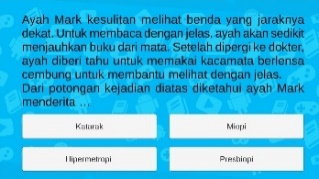 Ayah Mark kesulitan melihat benda yang jaraknya
dekat. Untuk membaca dengan jelas, ayah akan sedikit
menjauhkan buku dari mata. Setelah dipergi ke dokter,
ayah diberi tahu untuk memakai kacamata berlensa
cembung untuk membantu melihat dengan jelas.
Dari potongan kejadian diatas diketahui ayah Mark
menderita ...
Katarak
Miopi
Hipermetropi
Presbiopi